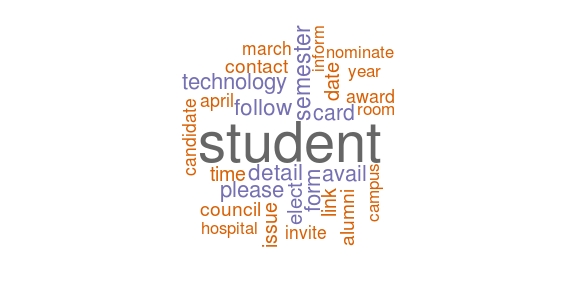 march
semester
inform
nominate
contact
date
year
technology
award
candidate
april
follow
card
room
student
time
detail
avail
campus
please
elect
form
link
alumni
council
issue
hospital
invite